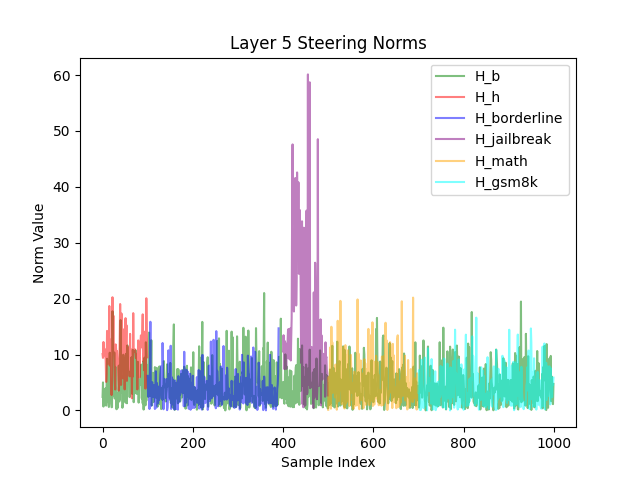 Layer 5 Steering Norms
Norm Value
60
50
40
30
20
10
0
H_b
H_h
H_borderline
H_jailbreak
H_math
H_gsm8k
0 200 400 600 800 1000
Sample Index